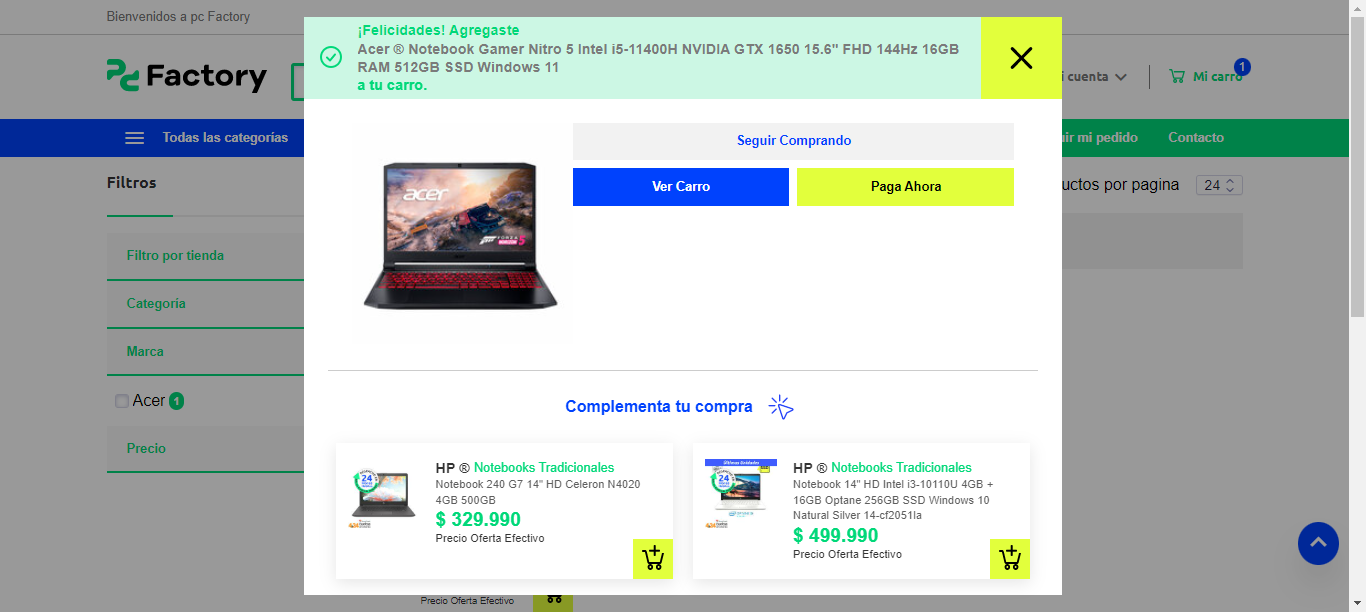 Bienvenidos a pc Factory
¡Felicidades! Agregaste
Acer ® Notebook Gamer Nitro 5 Intel i5-11400H NVIDIA GTX 1650 15.6" FHD 144Hz 16GB
RAM 512GB SSD Windows 11
a tu carro.
Factory
i cuenta
Mi carro
1
Todas las categorías
ir mi pedido
Contacto
Filtros
uctos por pagina
24
Filtro por tienda
Categoría
Marca
Acer 1
Precio
Seguir Comprando
Ver Carro
Paga Ahora
acer
Complementa tu compra
HP ® Notebooks Tradicionales
Notebook 240 G7 14" HD Celeron N4020
4GB 500GB
$ 329.990
Precio Oferta Efectivo
24
HP ® Notebooks Tradicionales
Notebook 14" HD Intel i3-10110U 4GB +
16GB Optane 256GB SSD Windows 10
Natural Silver 14-cf2051la
$ 499.990
Precio Oferta Efectivo
Últimas Unidades
24
Precio Oferta Efectivo